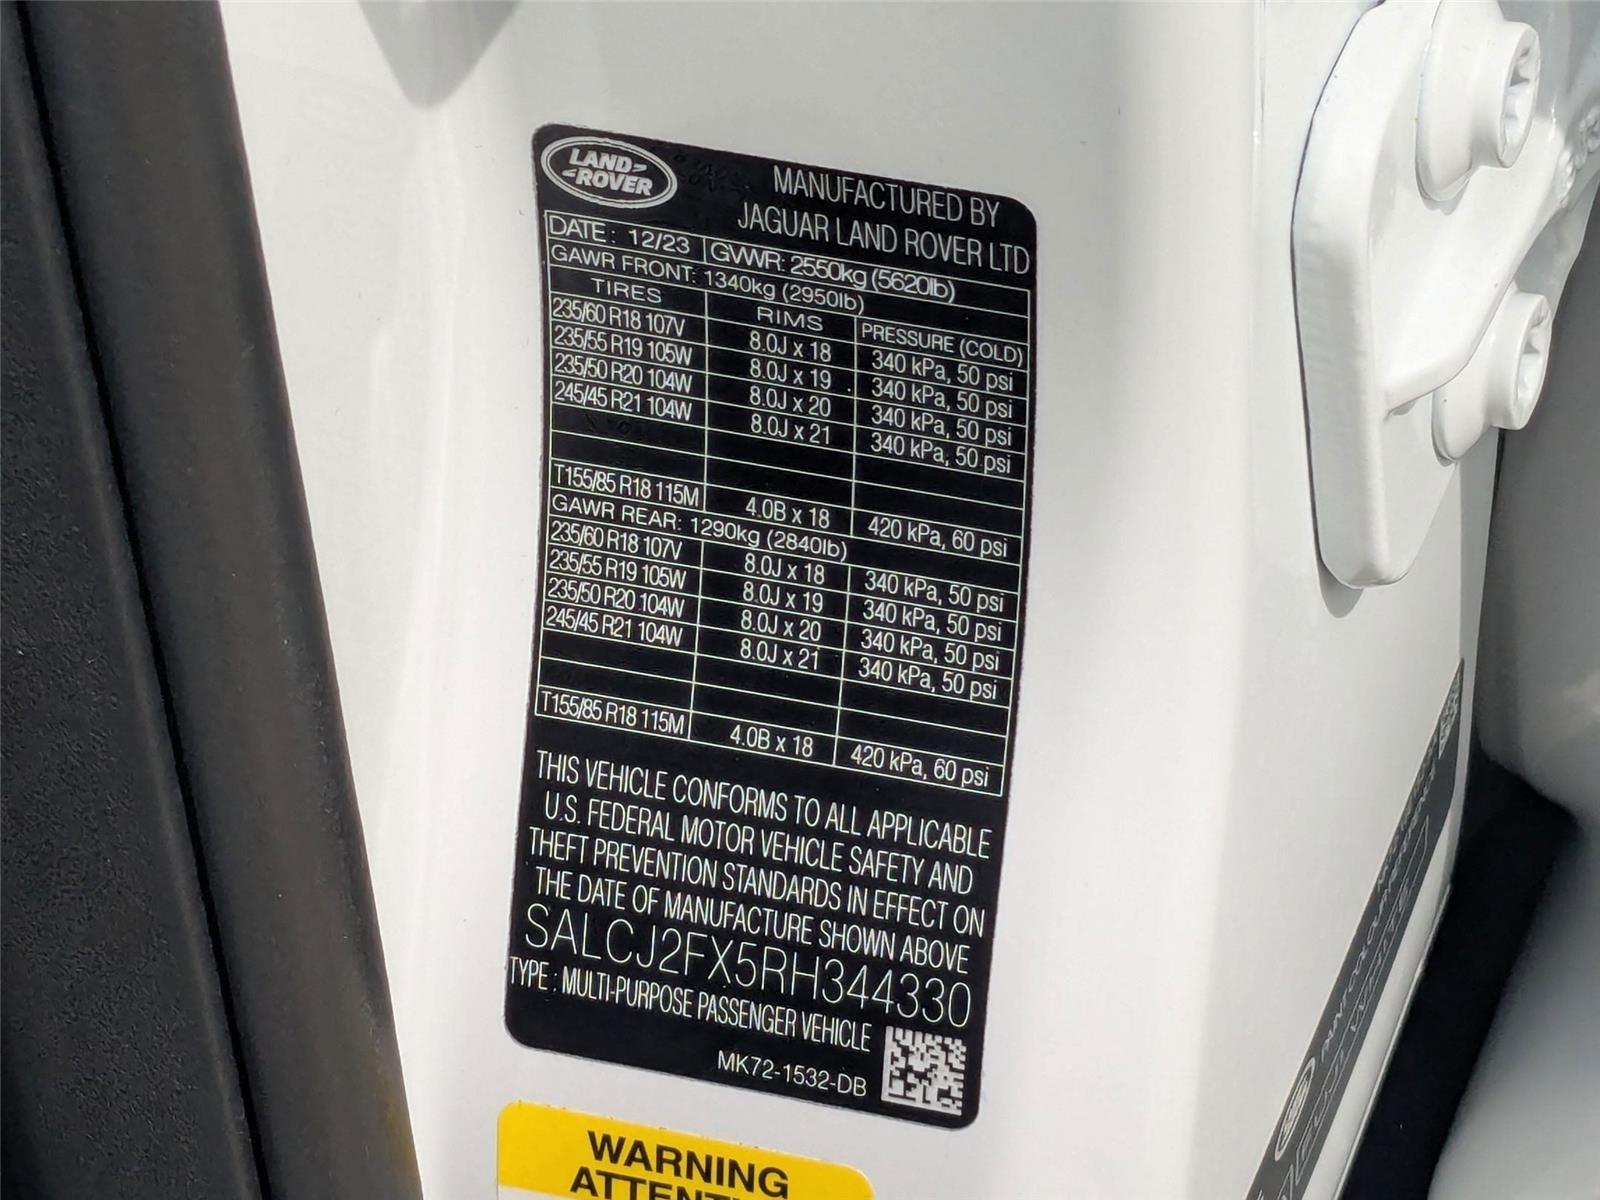 LAND
ROVER
MANUFACTURED BY
JAGUAR LAND ROVER LTD
DATE: 12/23 GVWR: 2550kg (5620lb)
GAWR FRONT: 1340kg (2950lb)
TIRES RIMS PRESSURE (COLD)
235/60 R18 107V 8.0J x 18 340 kPa, 50 psi
235/55 R19 105W 8.0J x 19 340 kPa, 50 psi
235/50 R20 104W 8.0J x 20 340 kPa, 50 psi
245/45 R21 104W 8.0J x 21 340 kPa, 50 psi
T155/85 R18 115M 4.0B x 18 420 kPa, 60 psi
GAWR REAR: 1290kg (2840lb)
235/60 R18 107V 8.0J x 18 340 kPa, 50 psi
235/55 R19 105W 8.0J x 19 340 kPa, 50 psi
235/50 R20 104W 8.0J x 20 340 kPa, 50 psi
245/45 R21 104W 8.0J x 21 340 kPa, 50 psi
T155/85 R18 115M 4.0B x 18 420 kPa, 60 psi
THIS VEHICLE CONFORMS TO ALL APPLICABLE
U.S. FEDERAL MOTOR VEHICLE SAFETY AND
THEFT PREVENTION STANDARDS IN EFFECT ON
THE DATE OF MANUFACTURE SHOWN ABOVE
SALCJ2FX5RH344330
TYPE : MULTI-PURPOSE PASSENGER VEHICLE
MK72-1532-DB
WARNING
FUJI WHITE